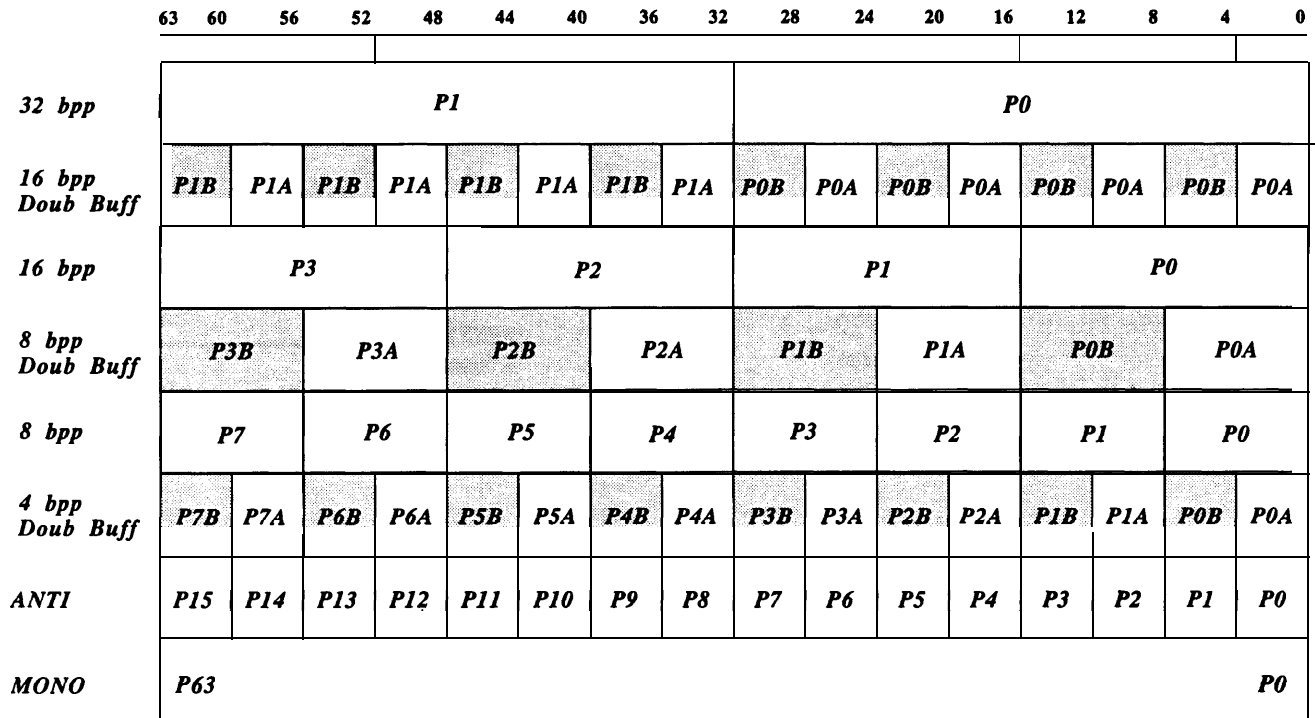 63 60 56 52 48 44 40 36 32 28 24 20 16 12 8 4 0
32 bpp P1 P0
16 bpp
Doub Buff P1B P1A P1B P1A P1B P1A P1B P1A P0B P0A P0B P0A P0B P0A P0B P0A
16 bpp P3 P2 P1 P0
8 bpp
Doub Buff P3B P3A P2B P2A P1B P1A P0B P0A
8 bpp P7 P6 P5 P4 P3 P2 P1 P0
4 bpp
Doub Buff P7B P7A P6B P6A P5B P5A P4B P4A P3B P3A P2B P2A P1B P1A P0B P0A
ANTI P15 P14 P13 P12 P11 P10 P9 P8 P7 P6 P5 P4 P3 P2 P1 P0
MONO P63 P0